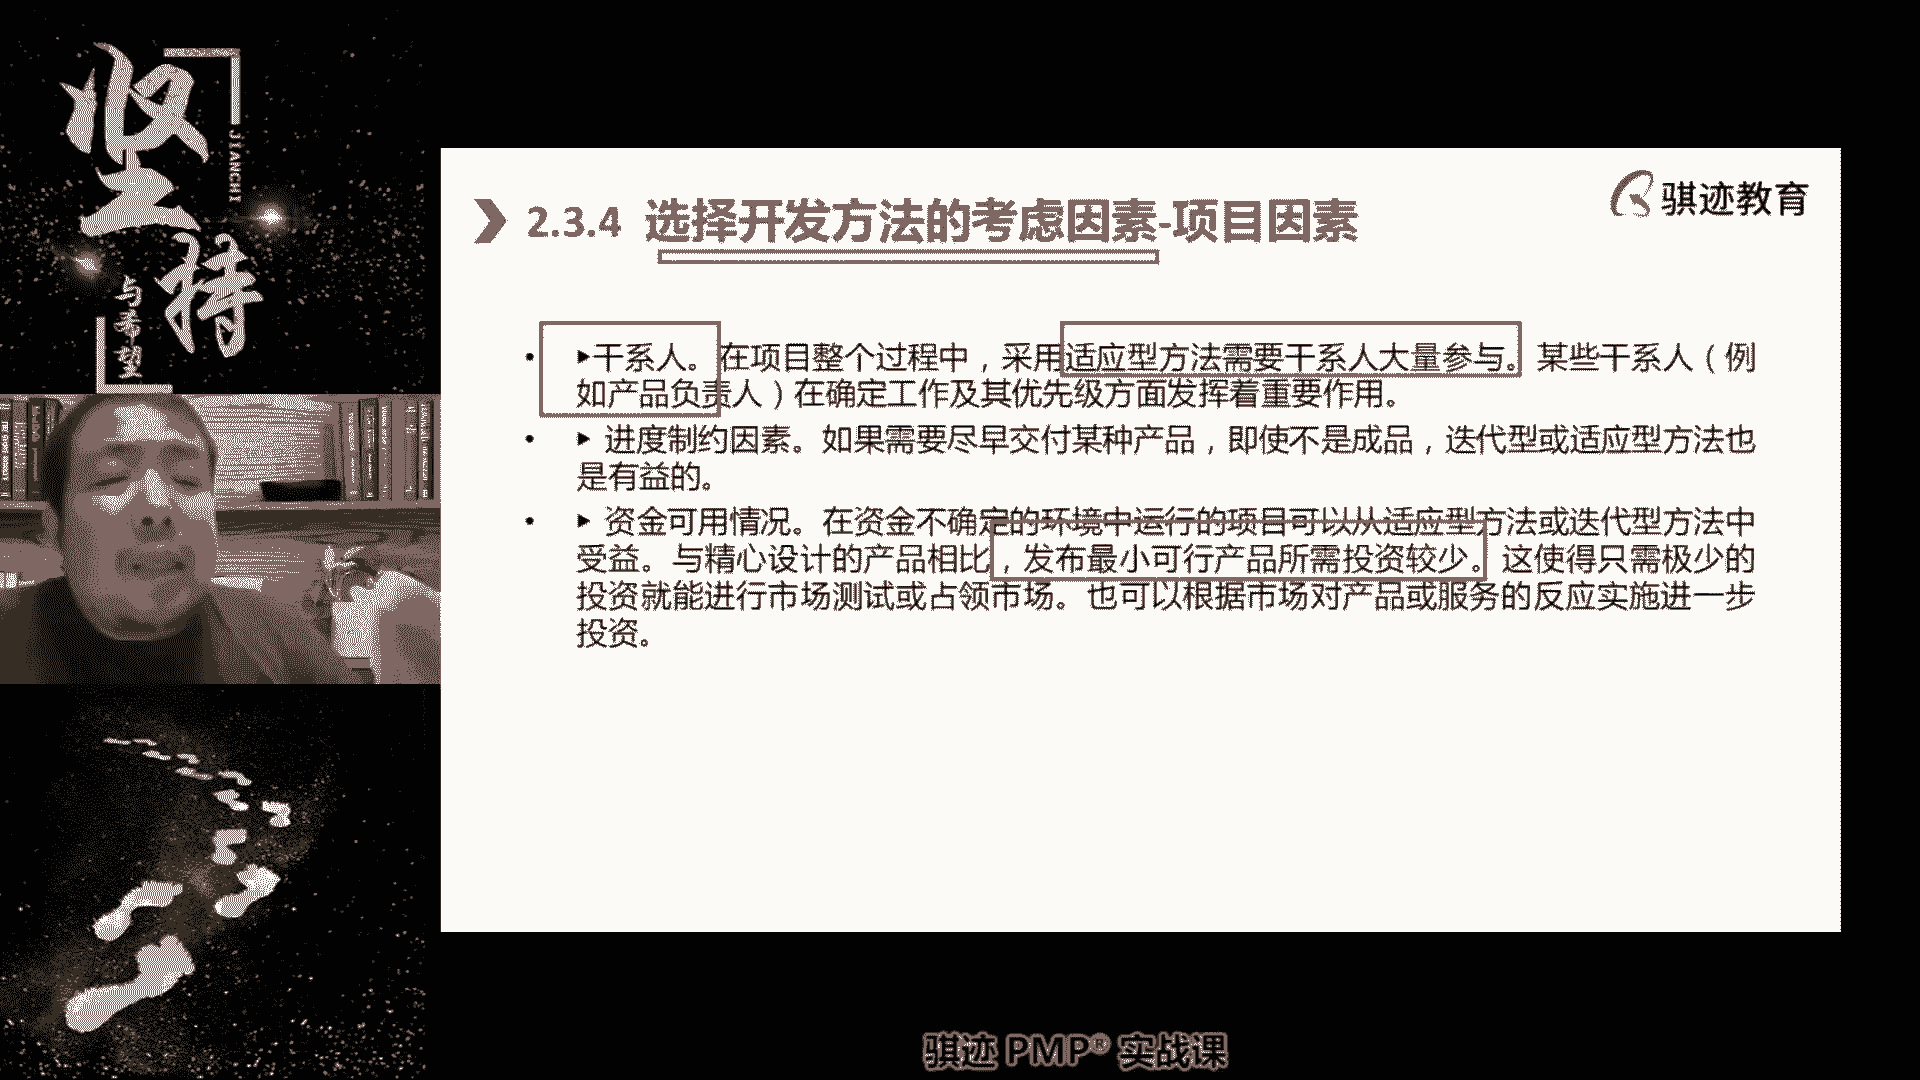 坚持
JIANCHI
与希望
骐迹教育
2.3.4 选择开发方法的考虑因素-项目因素
• ▶干系人。在项目整个过程中，采用适应型方法需要干系人大量参与。某些干系人（例
如产品负责人）在确定工作及其优先级方面发挥着重要作用。
• ▶ 进度制约因素。如果需要尽早交付某种产品，即使不是成品，迭代型或适应型方法也
是有益的。
• ▶ 资金可用情况。在资金不确定的环境中运行的项目可以从适应型方法或迭代型方法中
受益。与精心设计的产品相比，发布最小可行产品所需投资较少。这使得只需极少的
投资就能进行市场测试或占领市场。也可以根据市场对产品或服务的反应实施进一步
投资。
骐迹 PMP® 实战课